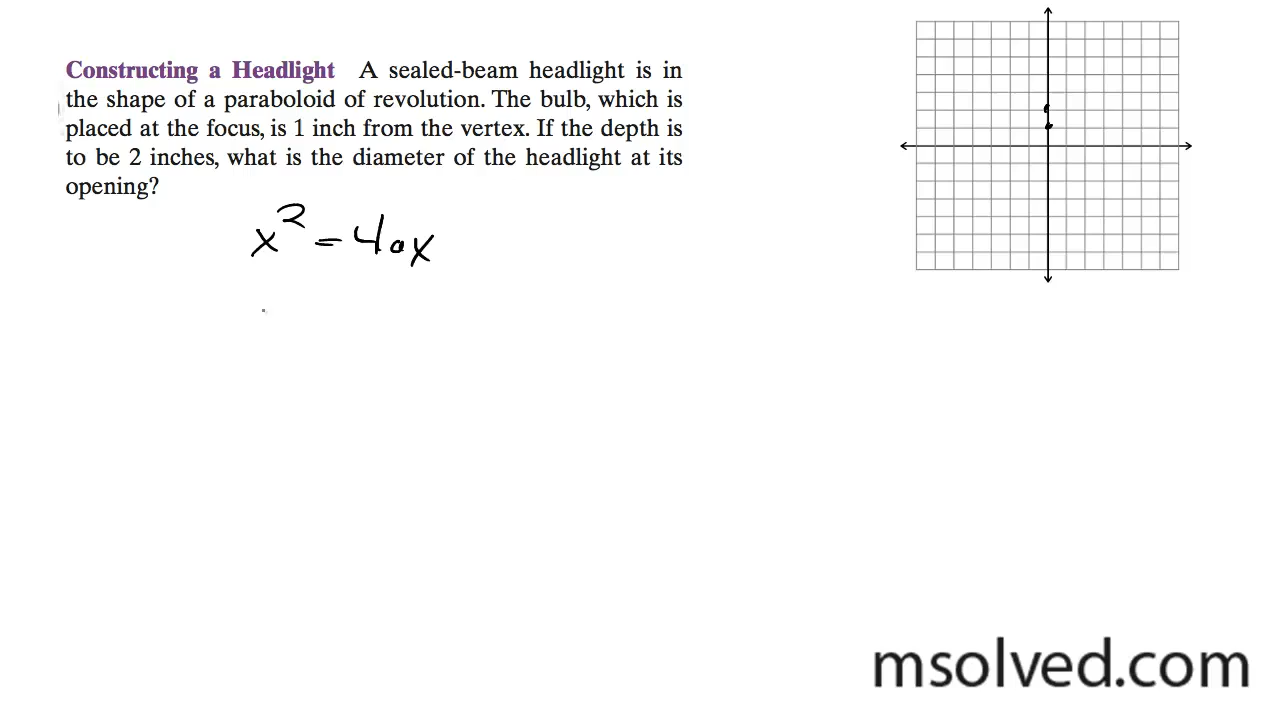 Constructing a Headlight A sealed-beam headlight is in
the shape of a paraboloid of revolution. The bulb, which is
placed at the focus, is 1 inch from the vertex. If the depth is
to be 2 inches, what is the diameter of the headlight at its
opening?
x² = 4ax
msolved.com